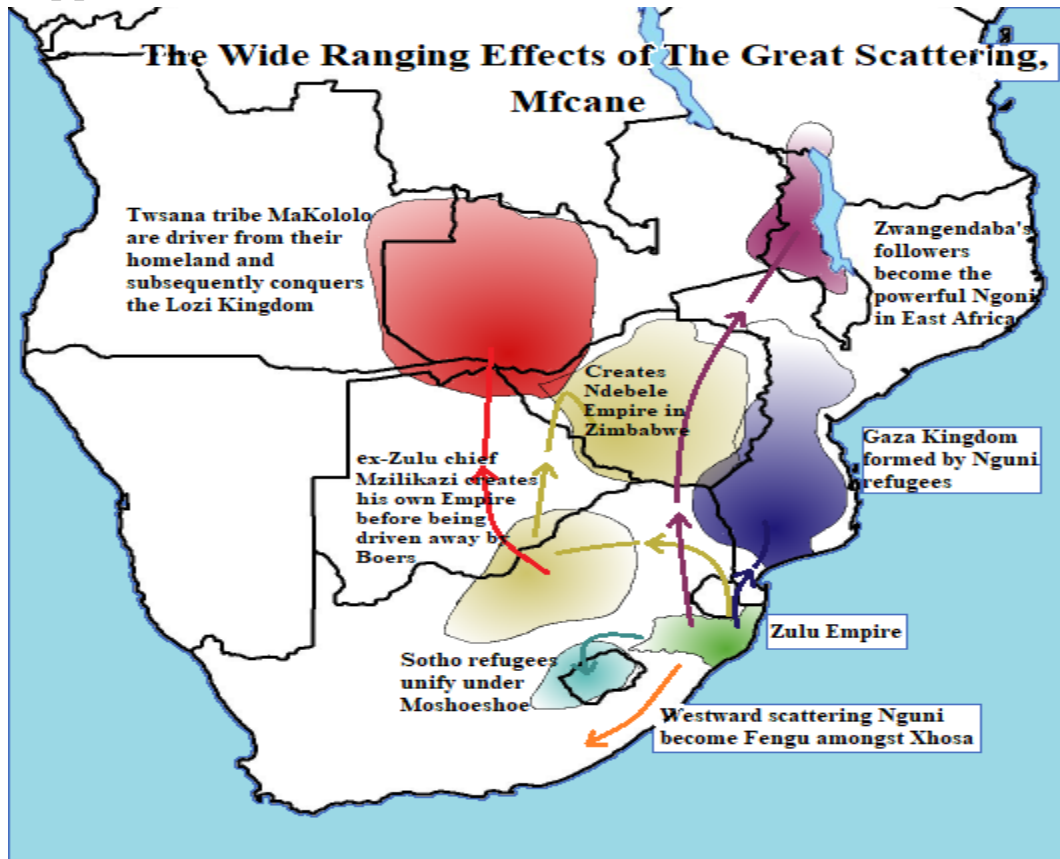 The Wide Ranging Effects of The Great Scattering,
Mfcane
Twsana tribe MaKololo
are driver from their
homeland and
subsequently conquers
the Lozi Kingdom
Zwangendaba's
followers
become the
powerful Ngoni
in East Africa
Creates
Ndebele
Empire in
Zimbabwe
Gaza Kingdom
formed by Nguni
refugees
ex-Zulu chief
Mzilikazi creates
his own Empire
before being
driven away by
Boers
Zulu Empire
Sotho refugees
unify under
Moshoeshoe
Westward scattering Nguni
become Fengu amongst Xhosa